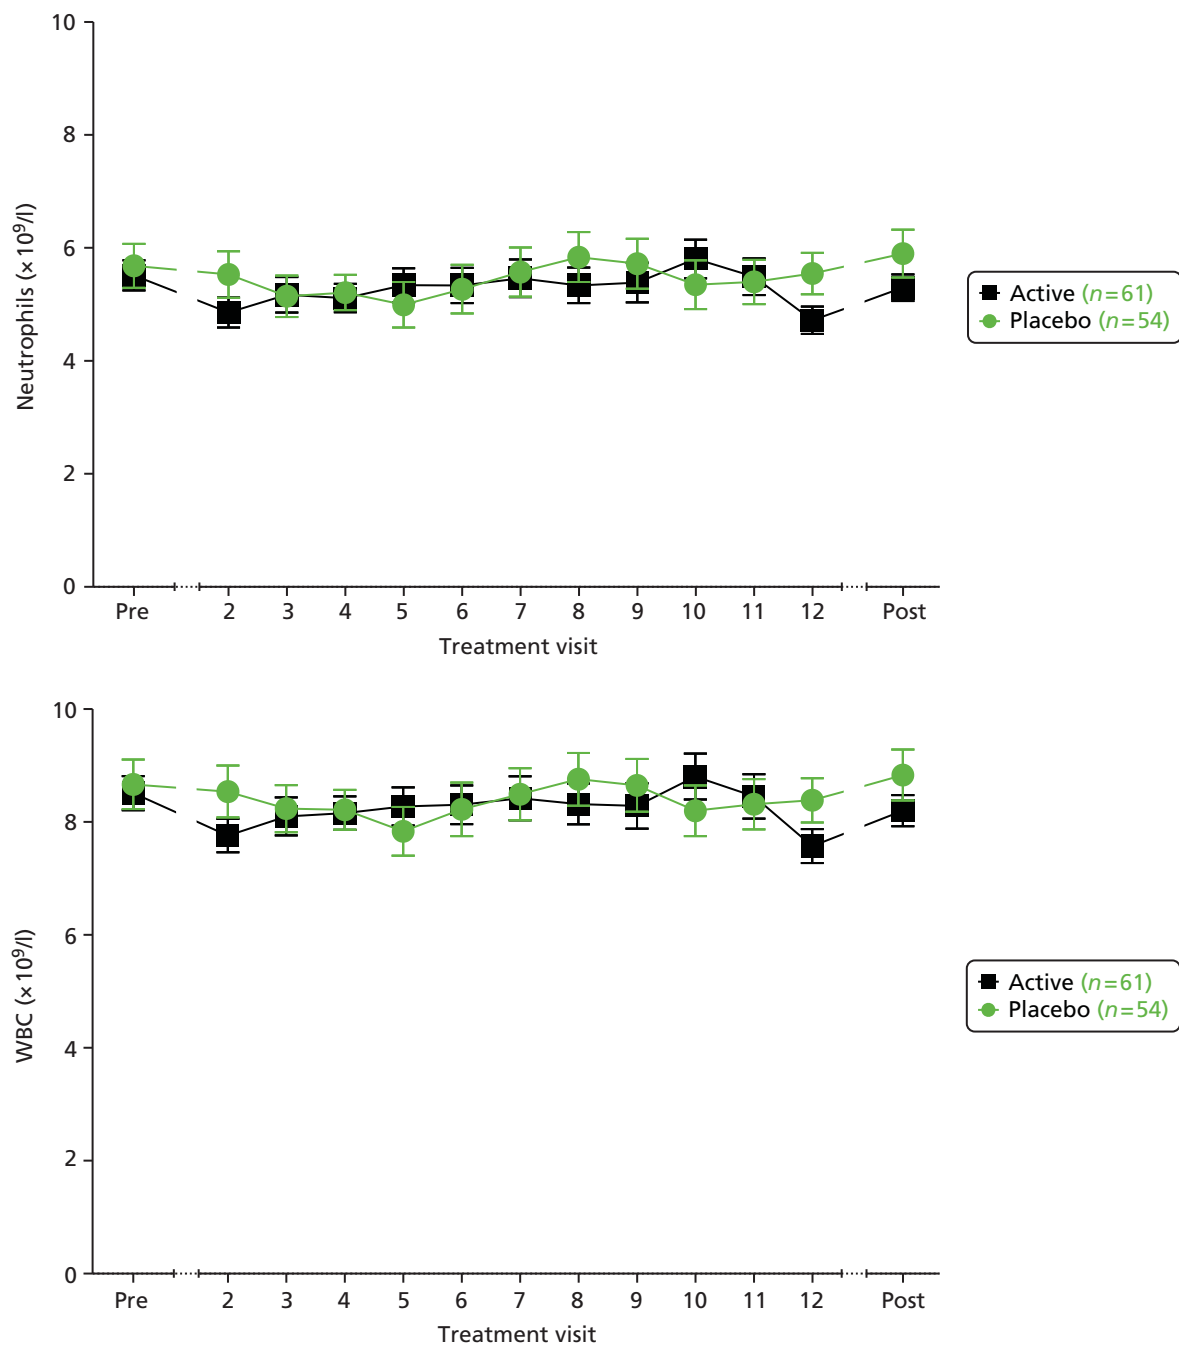 10
8
6
4
2
0
Neutrophils (× 10⁹/l)
Pre 2 3 4 5 6 7 8 9 10 11 12 Post
Treatment visit
Active (n=61)
Placebo (n=54)
10
8
6
4
2
0
WBC (× 10⁹/l)
Pre 2 3 4 5 6 7 8 9 10 11 12 Post
Treatment visit
Active (n=61)
Placebo (n=54)